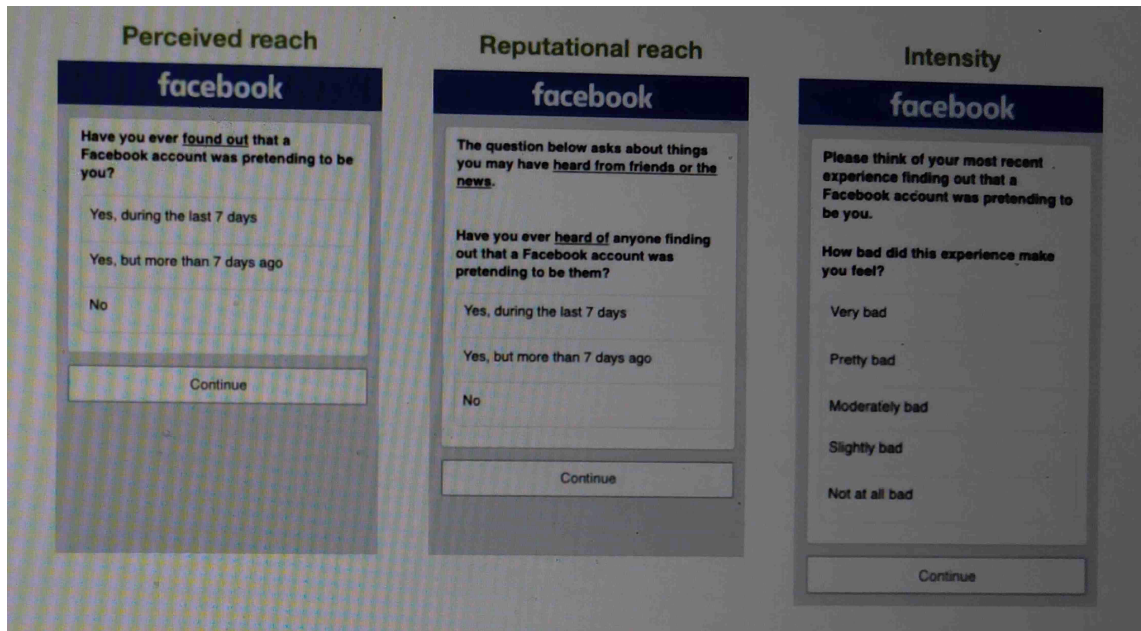 Perceived reach
facebook
Have you ever found out that a
Facebook account was pretending to be
you?
Yes, during the last 7 days
Yes, but more than 7 days ago
No
Continue
Reputational reach
facebook
The question below asks about things
you may have heard from friends or the
news.
Have you ever heard of anyone finding
out that a Facebook account was
pretending to be them?
Yes, during the last 7 days
Yes, but more than 7 days ago
No
Continue
Intensity
facebook
Please think of your most recent
experience finding out that a
Facebook account was pretending to
be you.
How bad did this experience make
you feel?
Very bad
Pretty bad
Moderately bad
Slightly bad
Not at all bad
Continue